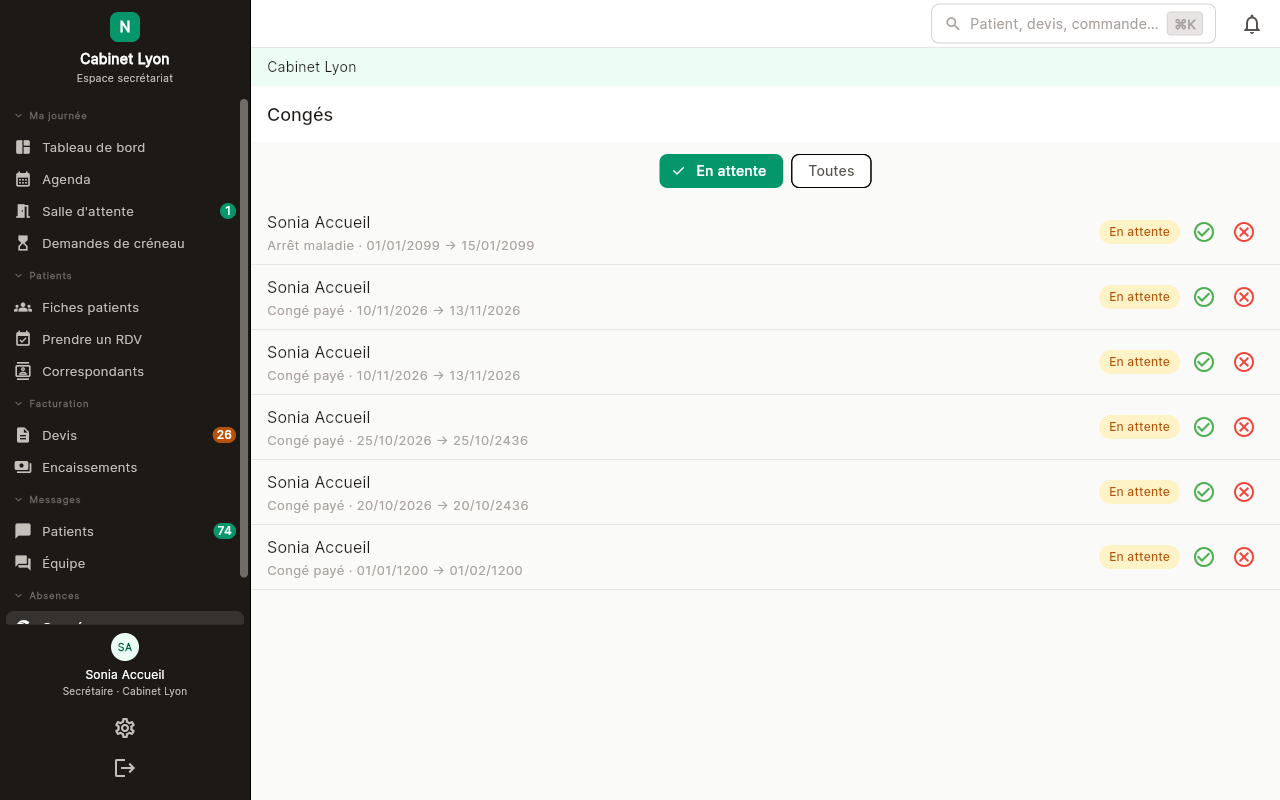 N
Cabinet Lyon
Espace secrétariat
Ma journée
Tableau de bord
Agenda
Salle d'attente 1
Demandes de créneau
Patients
Fiches patients
Prendre un RDV
Correspondants
Facturation
Devis 26
Encaissements
Messages
Patients 74
Équipe
Absences
SA
Sonia Accueil
Secrétaire · Cabinet Lyon
Patient, devis, commande... ⌘K
Cabinet Lyon
Congés
En attente Toutes
Sonia Accueil
Arrêt maladie · 01/01/2099 → 15/01/2099
En attente
Sonia Accueil
Congé payé · 10/11/2026 → 13/11/2026
En attente
Sonia Accueil
Congé payé · 10/11/2026 → 13/11/2026
En attente
Sonia Accueil
Congé payé · 25/10/2026 → 25/10/2436
En attente
Sonia Accueil
Congé payé · 20/10/2026 → 20/10/2436
En attente
Sonia Accueil
Congé payé · 01/01/1200 → 01/02/1200
En attente